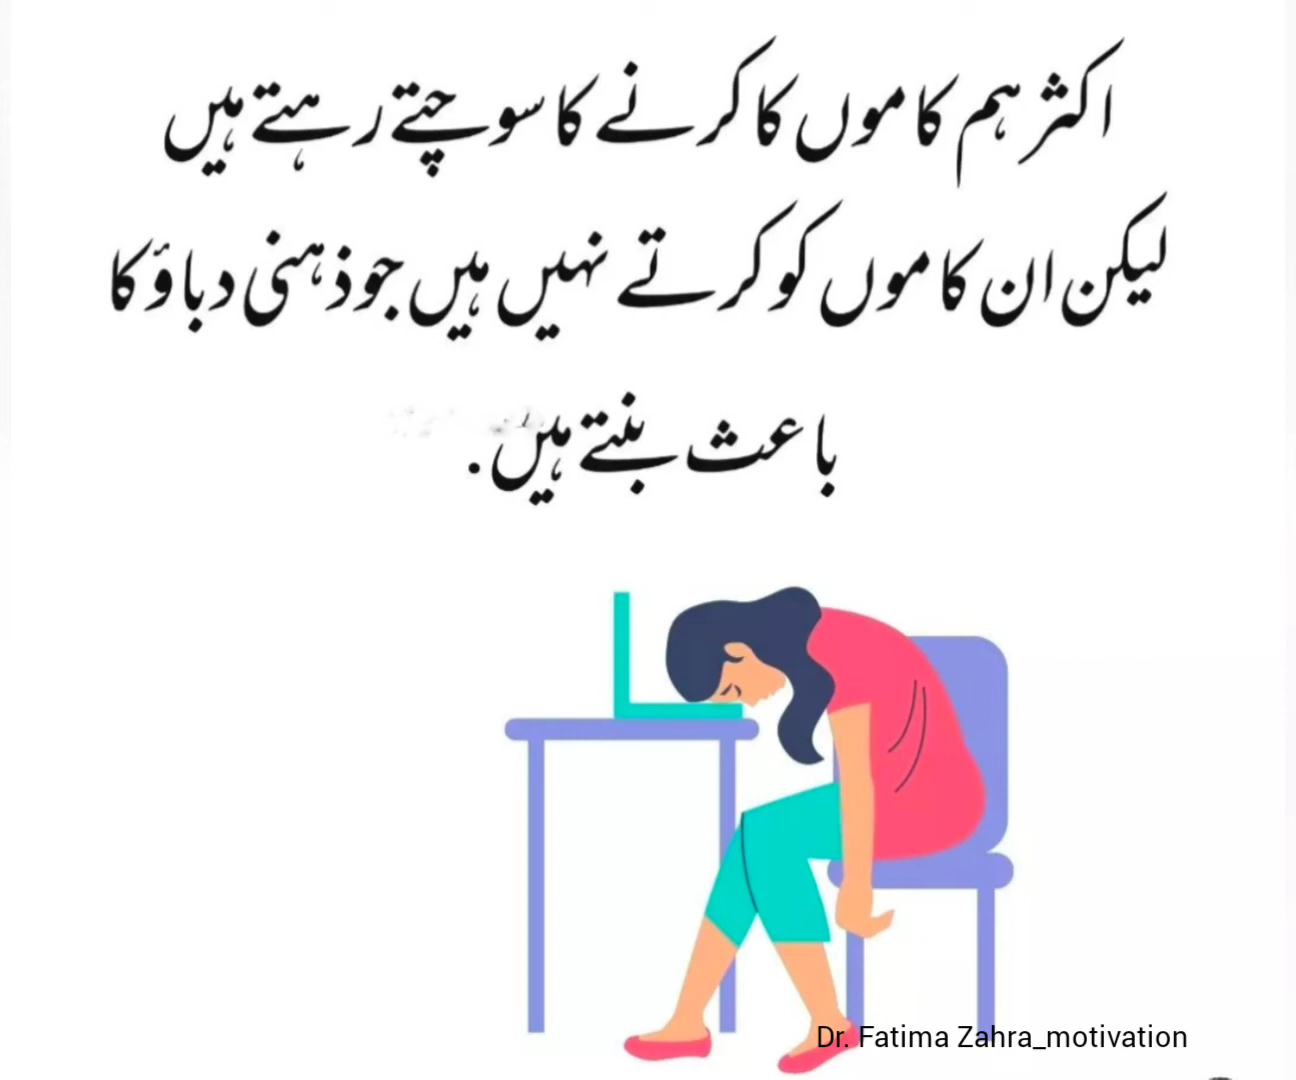 اکثر ہم کاموں کا کرنے کا سوچتے رہتے ہیں
لیکن ان کاموں کو کرتے نہیں ہیں جو ذہنی دباؤ کا
باعث بنتے ہیں.
Dr. Fatima Zahra_motivation